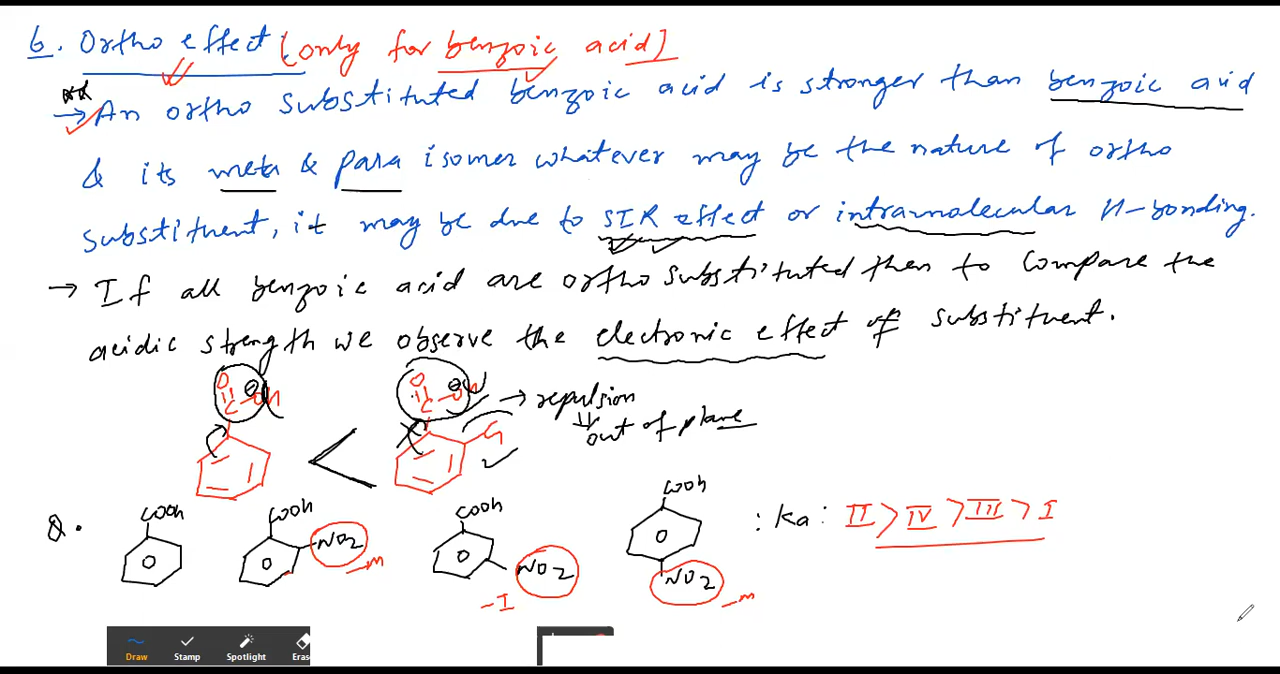 6. Ortho effect [only for benzoic acid]
→ An ortho substituted benzoic acid is stronger than benzoic acid
& its meta & para isomer whatever may be the nature of ortho
substituent, it may be due to SIR effect or intramolecular H-bonding.
→ If all benzoic acid are ortho substituted then to compare the
acidic strength we observe the electronic effect of substituent.
O
C
OH
<
O
C
OH
G
→ repulsion
out of plane
Q.
COOH
COOH
NO2
-M
COOH
NO2
-I
COOH
NO2
-M
: Ka : II > IV > III > I
Draw
Stamp
Spotlight
Eras